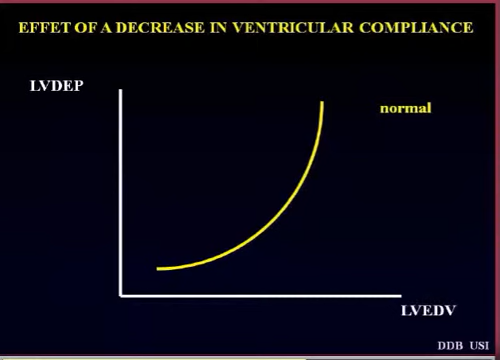 EFFET OF A DECREASE IN VENTRICULAR COMPLIANCE
LVDEP
normal
LVEDV
DDB USI